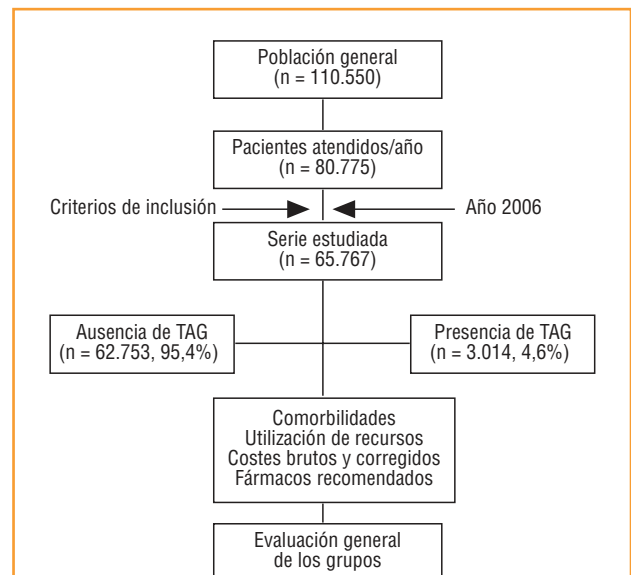 Población general
(n = 110.550)
Pacientes atendidos/año
(n = 80.775)
Criterios de inclusión
Año 2006
Serie estudiada
(n = 65.767)
Ausencia de TAG
(n = 62.753, 95,4%)
Presencia de TAG
(n = 3.014, 4,6%)
Comorbilidades
Utilización de recursos
Costes brutos y corregidos
Fármacos recomendados
Evaluación general
de los grupos